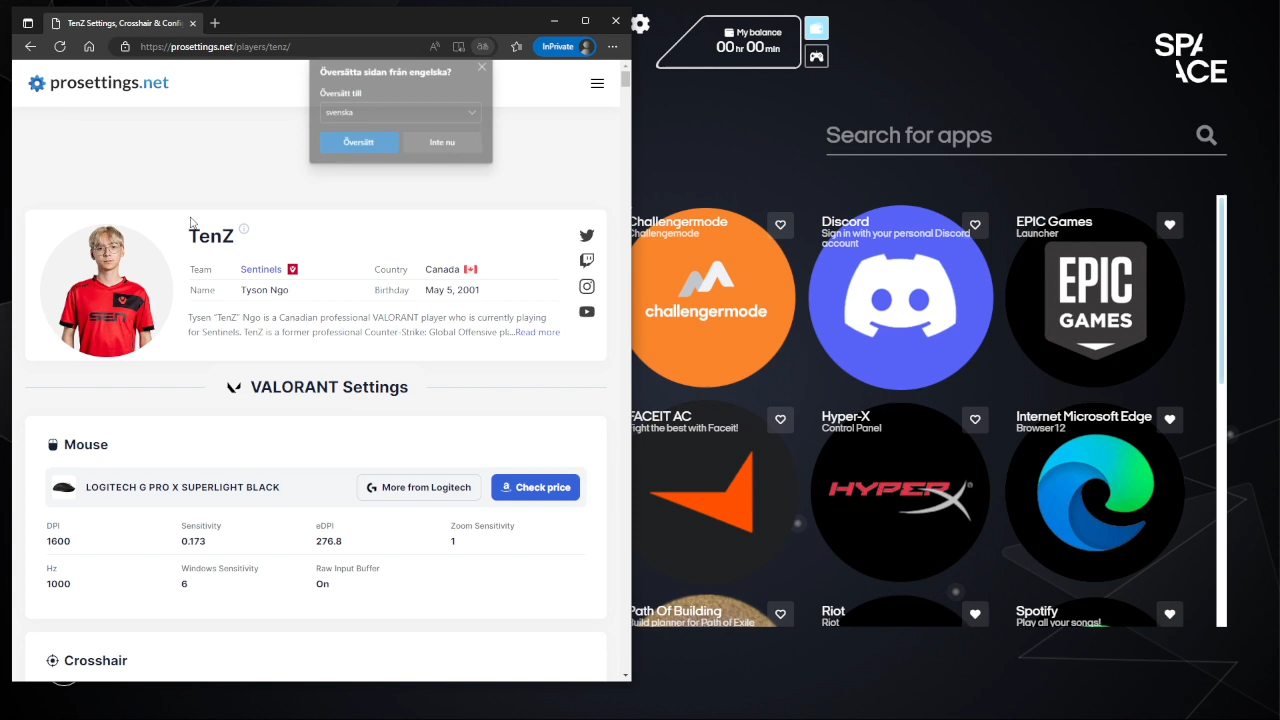 TenZ Settings, Crosshair & Confi
https://prosettings.net/players/tenz/
InPrivate
prosettings.net
Översätta sidan från engelska?
Översätt till
svenska
Översätt
Inte nu
TenZ
Team
Sentinels
Country
Canada
Name
Tyson Ngo
Birthday
May 5, 2001
Tysen “TenZ” Ngo is a Canadian professional VALORANT player who is currently playing
for Sentinels. TenZ is a former professional Counter-Strike: Global Offensive pl...Read more
VALORANT Settings
Mouse
LOGITECH G PRO X SUPERLIGHT BLACK
More from Logitech
Check price
DPI
1600
Sensitivity
0.173
eDPI
276.8
Zoom Sensitivity
1
Hz
1000
Windows Sensitivity
6
Raw Input Buffer
On
Crosshair
My balance
00 hr 00 min
SPACE
Search for apps
Challengermode
Challengermode
challengermode
Discord
Sign in with your personal Discord
account
EPIC Games
Launcher
EPIC
GAMES
FACEIT AC
Fight the best with Faceit!
Hyper-X
Control Panel
HYPERX
Internet Microsoft Edge
Browser12
Path Of Building
Build planner for Path of Exile
Riot
Riot
Spotify
Play all your songs!